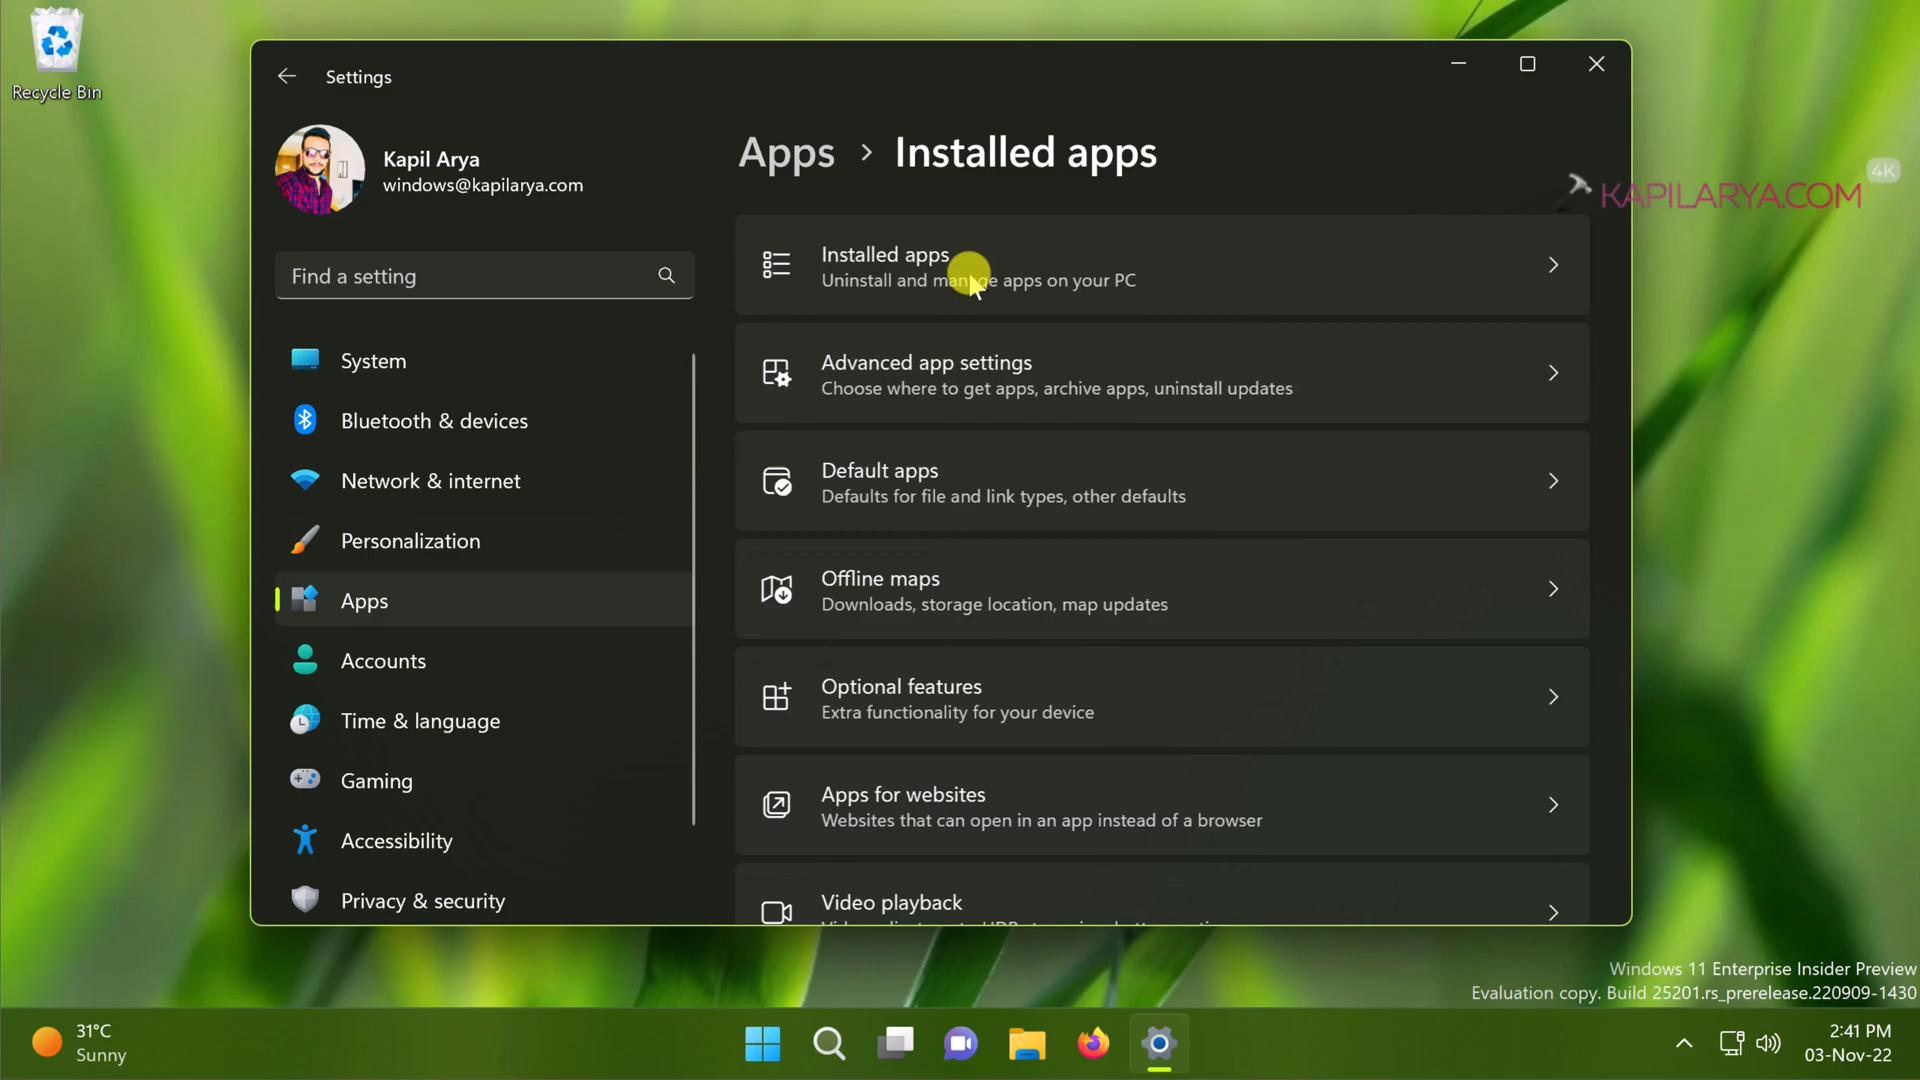 Recycle Bin
Settings
Kapil Arya
windows@kapilarya.com
Find a setting
System
Bluetooth & devices
Network & internet
Personalization
Apps
Accounts
Time & language
Gaming
Accessibility
Privacy & security
Apps > Installed apps
4K
KAPILARYA.COM
Installed apps
Uninstall and manage apps on your PC
Advanced app settings
Choose where to get apps, archive apps, uninstall updates
Default apps
Defaults for file and link types, other defaults
Offline maps
Downloads, storage location, map updates
Optional features
Extra functionality for your device
Apps for websites
Websites that can open in an app instead of a browser
Video playback
Windows 11 Enterprise Insider Preview
Evaluation copy. Build 25201.rs_prerelease.220909-1430
31°C
Sunny
2:41 PM
03-Nov-22